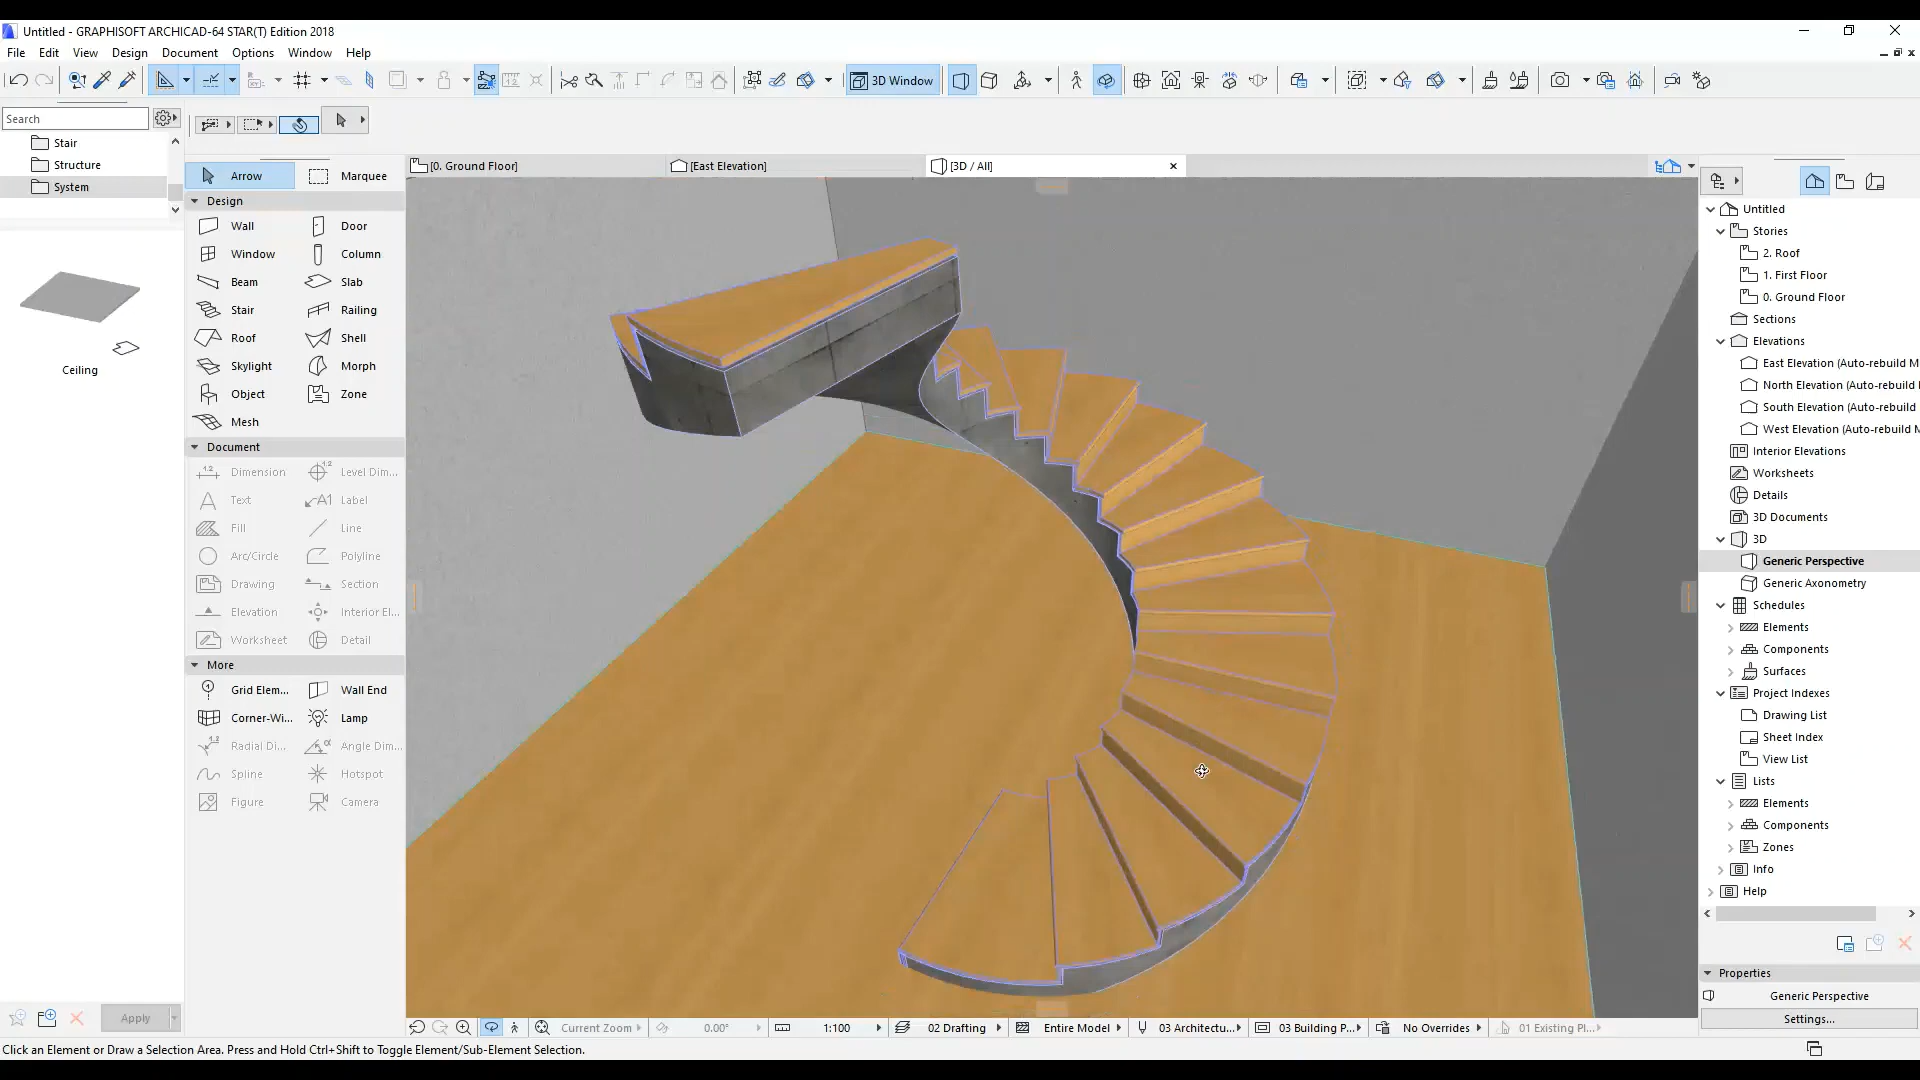 Untitled - GRAPHISOFT ARCHICAD-64 STAR(T) Edition 2018
File Edit View Design Document Options Window Help
3D Window
Search
Stair
Structure
System
Ceiling
Apply
Arrow Marquee
Design
Wall Door
Window Column
Beam Slab
Stair Railing
Roof Shell
Skylight Morph
Object Zone
Mesh
Document
Dimension Level Dim...
Text Label
Fill Line
Arc/Circle Polyline
Drawing Section
Elevation Interior El...
Worksheet Detail
More
Grid Elem... Wall End
Corner-Wi... Lamp
Radial Di... Angle Dim...
Spline Hotspot
Figure Camera
[0. Ground Floor] [East Elevation] [3D / All]
Untitled
Stories
2. Roof
1. First Floor
0. Ground Floor
Sections
Elevations
East Elevation (Auto-rebuild M
North Elevation (Auto-rebuild
South Elevation (Auto-rebuild
West Elevation (Auto-rebuild M
Interior Elevations
Worksheets
Details
3D Documents
3D
Generic Perspective
Generic Axonometry
Schedules
Elements
Components
Surfaces
Project Indexes
Drawing List
Sheet Index
View List
Lists
Elements
Components
Zones
Info
Help
Properties
Generic Perspective
Settings...
Current Zoom 0.00° 1:100 02 Drafting Entire Model 03 Architectu... 03 Building P... No Overrides 01 Existing Pl...
Click an Element or Draw a Selection Area. Press and Hold Ctrl+Shift to Toggle Element/Sub-Element Selection.